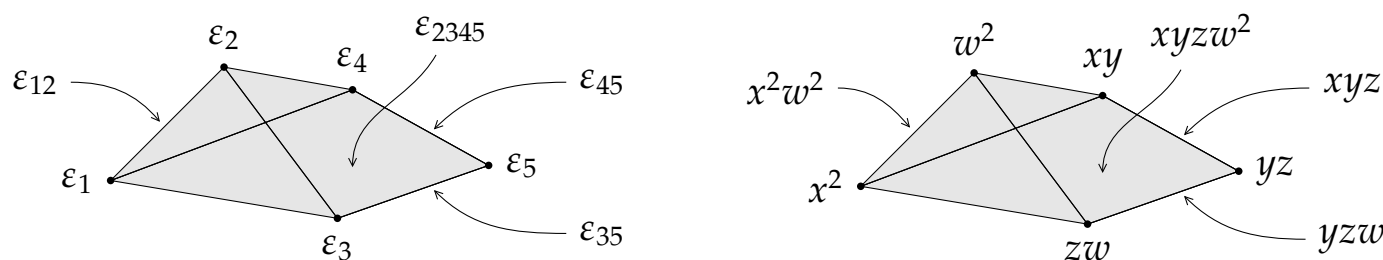 ε₂
ε₄
ε₂₃₄₅
ε₁₂
ε₄₅
ε₁
ε₅
ε₃
ε₃₅
w²
xy
xyzw²
x²w²
xyz
x²
yz
zw
yzw